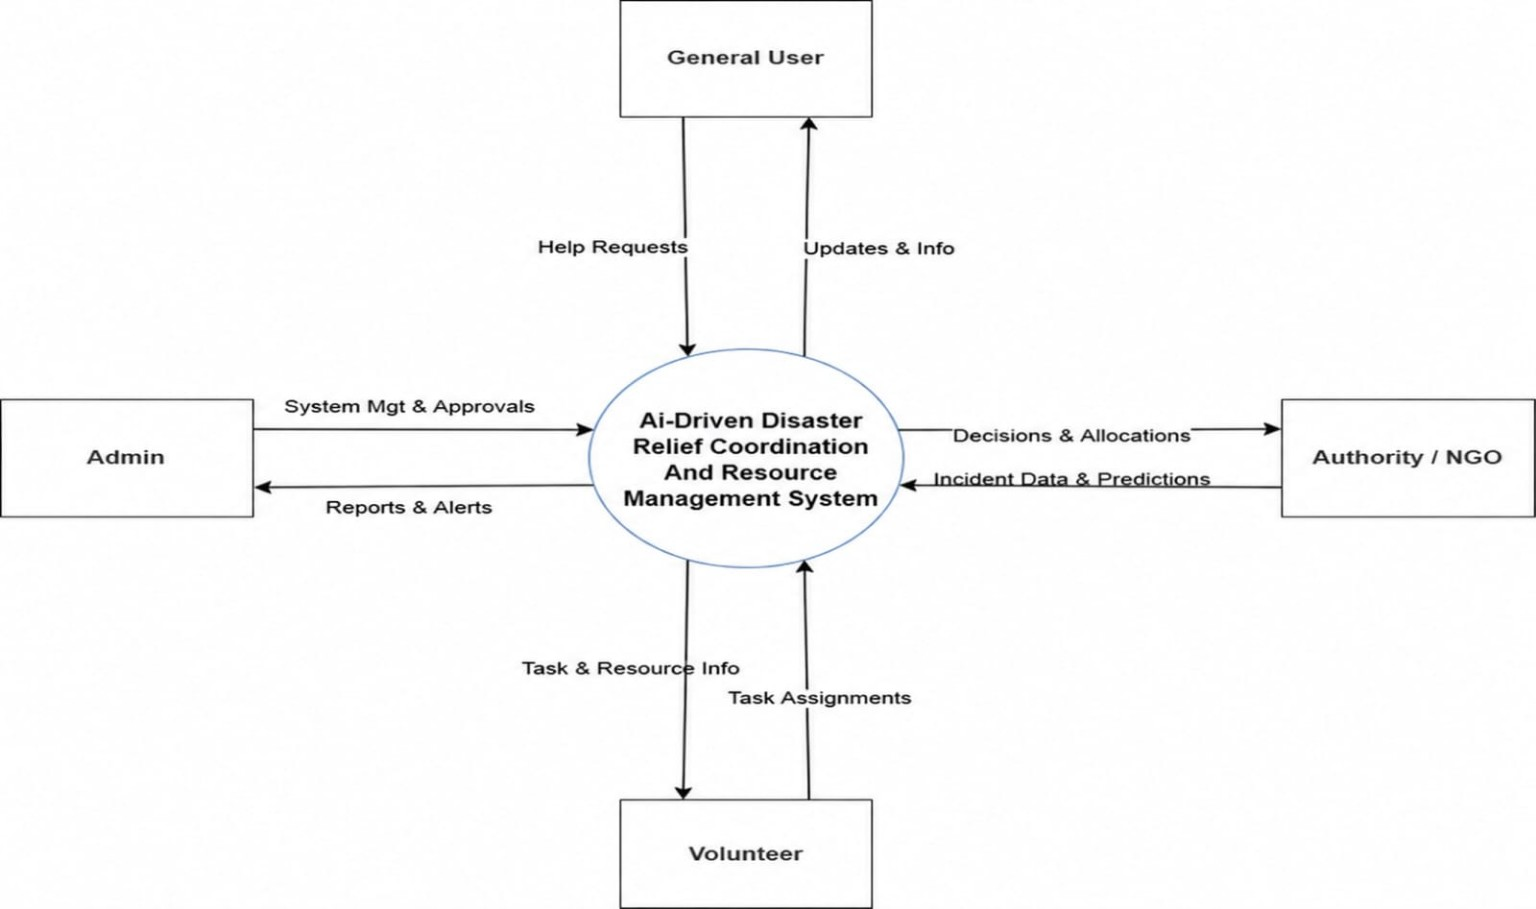 General User
Help Requests
Updates & Info
System Mgt & Approvals
Admin
Reports & Alerts
Ai-Driven Disaster
Relief Coordination
And Resource
Management System
Decisions & Allocations
Incident Data & Predictions
Authority / NGO
Task & Resource Info
Task Assignments
Volunteer